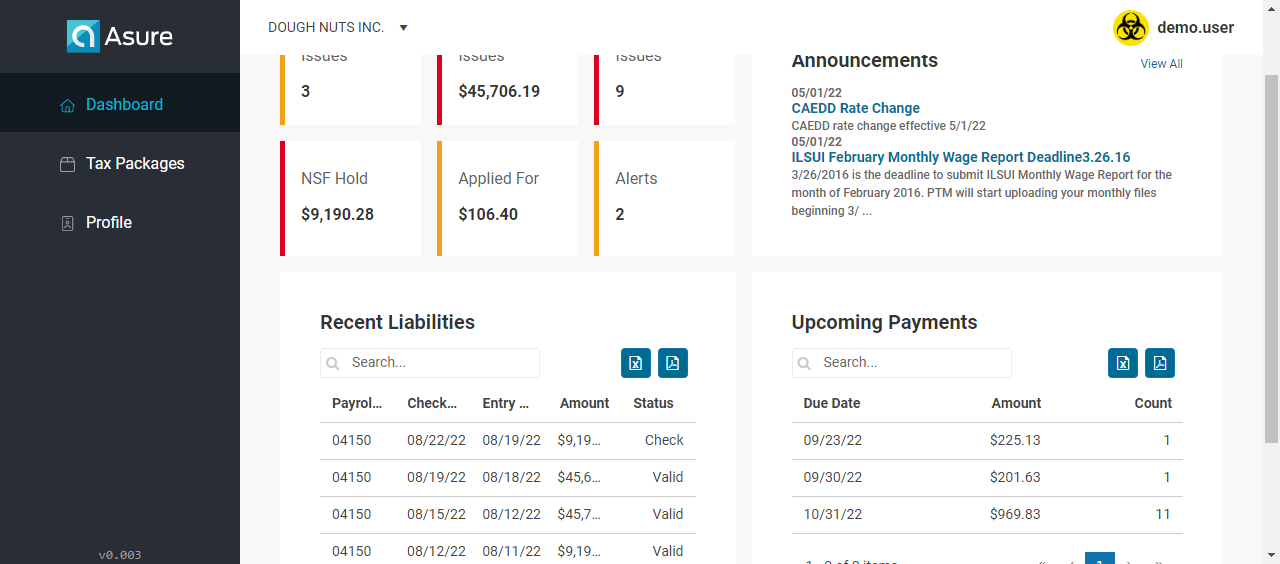 Asure
DOUGH NUTS INC.
demo.user
Dashboard
Tax Packages
Profile
v0.003
Issues
3
Issues
$45,706.19
Issues
9
NSF Hold
$9,190.28
Applied For
$106.40
Alerts
2
Announcements
View All
05/01/22
CAEDD Rate Change
CAEDD rate change effective 5/1/22
05/01/22
ILSUI February Monthly Wage Report Deadline3.26.16
3/26/2016 is the deadline to submit ILSUI Monthly Wage Report for the
month of February 2016. PTM will start uploading your monthly files
beginning 3/ ...
Recent Liabilities
Search...
Payrol... Check... Entry ... Amount Status
04150 08/22/22 08/19/22 $9,19... Check
04150 08/19/22 08/18/22 $45,6... Valid
04150 08/15/22 08/12/22 $45,7... Valid
04150 08/12/22 08/11/22 $9,19... Valid
Upcoming Payments
Search...
Due Date Amount Count
09/23/22 $225.13 1
09/30/22 $201.63 1
10/31/22 $969.83 11
1